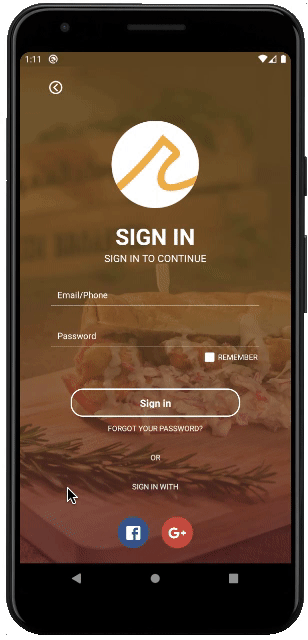 1:11
SIGN IN
SIGN IN TO CONTINUE
Email/Phone
Password
REMEMBER
Sign in
FORGOT YOUR PASSWORD?
OR
SIGN IN WITH
G+